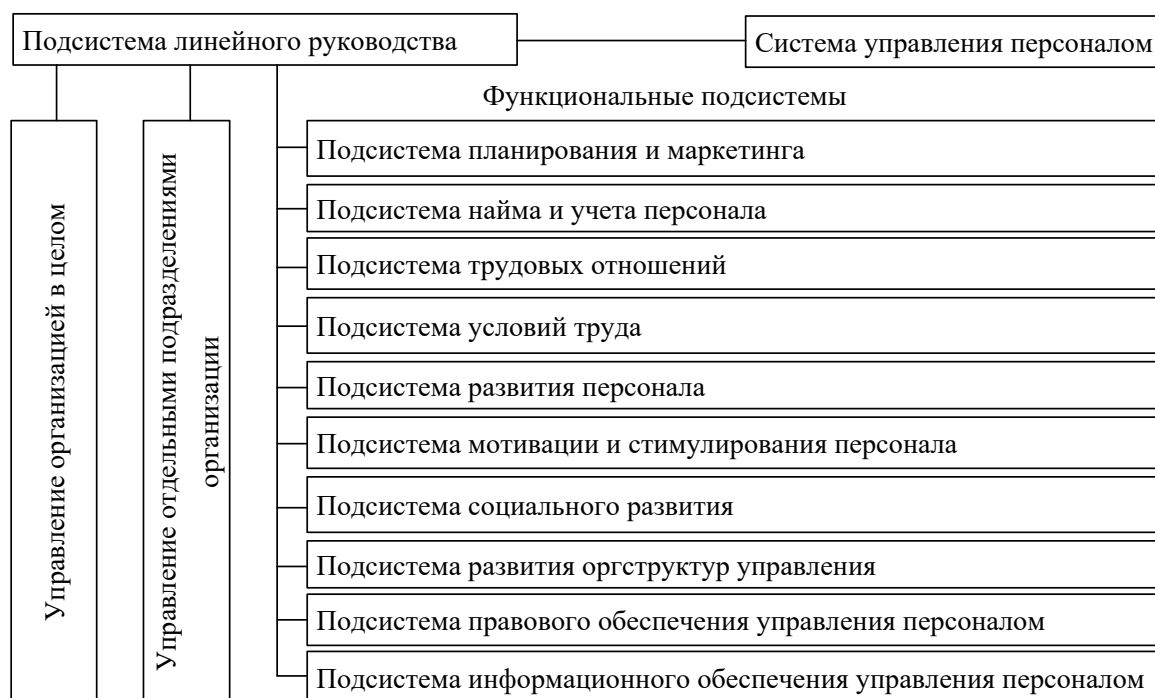 Подсистема линейного руководства
Система управления персоналом
Функциональные подсистемы
Управление организацией в целом
Управление отдельными подразделениями
организации
Подсистема планирования и маркетинга
Подсистема найма и учета персонала
Подсистема трудовых отношений
Подсистема условий труда
Подсистема развития персонала
Подсистема мотивации и стимулирования персонала
Подсистема социального развития
Подсистема развития оргструктур управления
Подсистема правового обеспечения управления персоналом
Подсистема информационного обеспечения управления персоналом